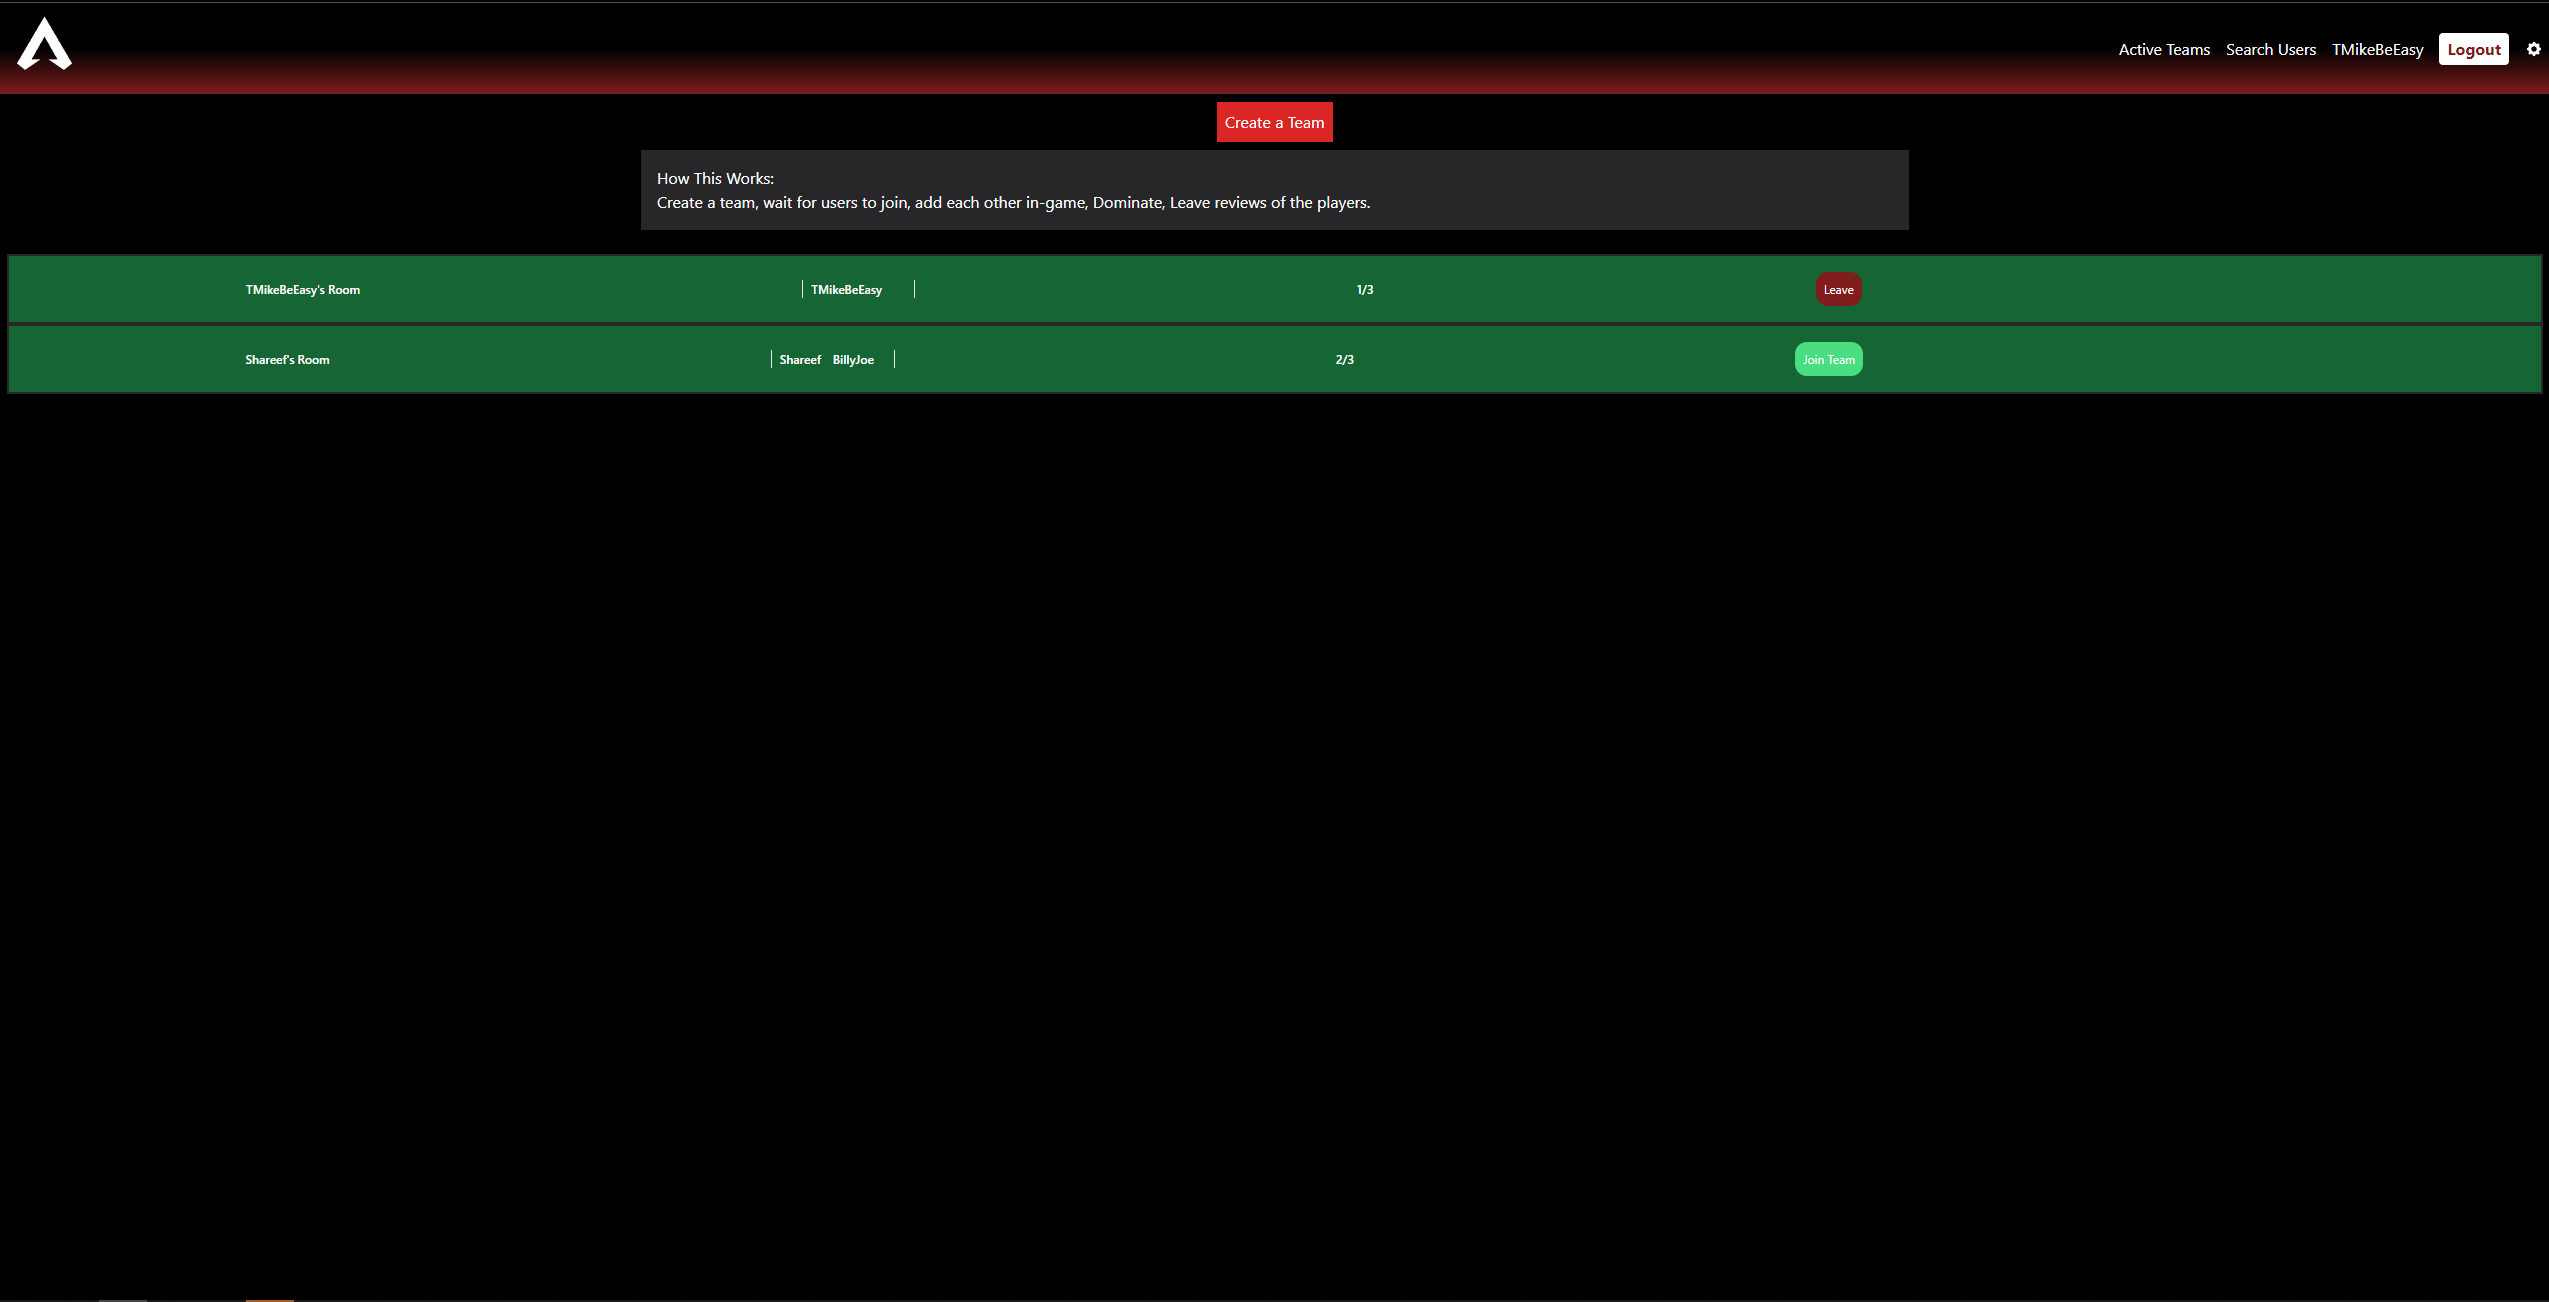 Active Teams Search Users TMikeBeEasy Logout
Create a Team
How This Works:
Create a team, wait for users to join, add each other in-game, Dominate, Leave reviews of the players.
TMikeBeEasy's Room TMikeBeEasy 1/3 Leave
Shareef's Room Shareef BillyJoe 2/3 Join Team